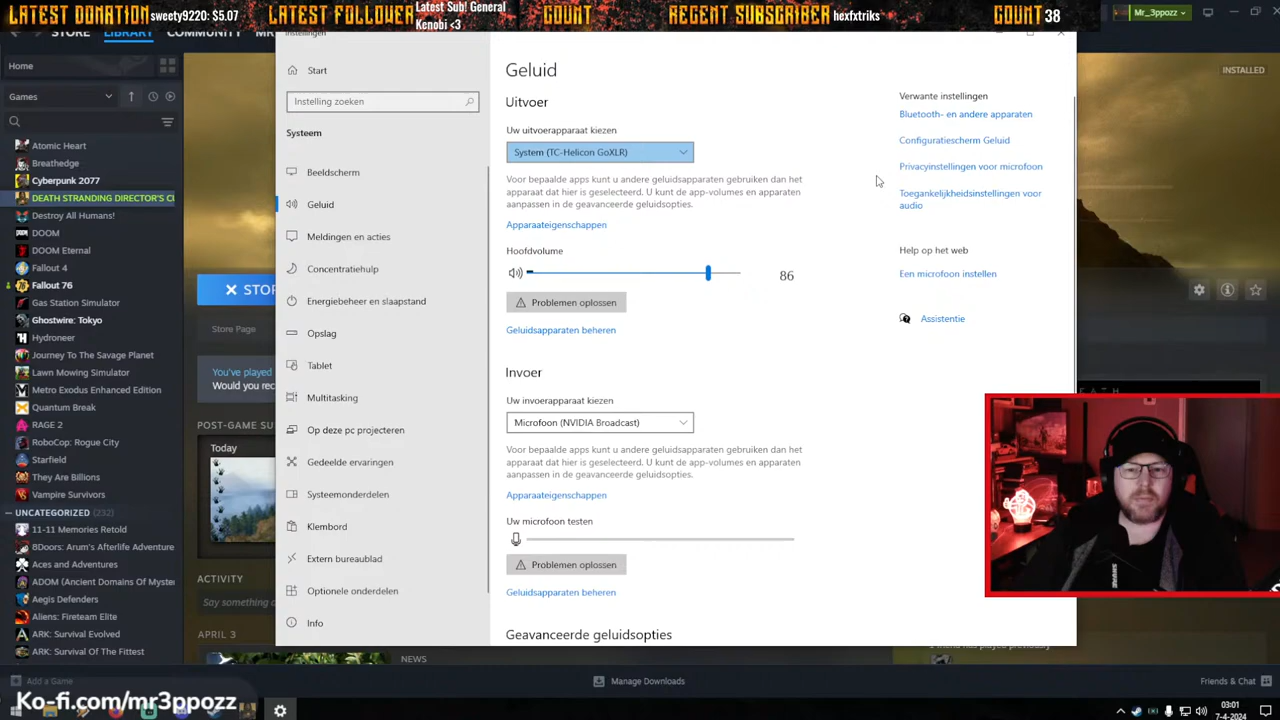 LATEST DONATION sweety9220: $5.07
LATEST FOLLOWER
Latest Sub! General
Kenobi <3
COUNT
RECENT SUBSCRIBER hexfxtriks
COUNT 38
Mr_3ppozz
STORE
LIBRARY
COMMUNITY
Home
Games
Atomic Heart
Breathedge
Cyberpunk 2077
DEATH STRANDING DIRECTOR'S CU
Destroy All Humans!
DOOM
DOOM Eternal
Fallout 4
Fallout 76
Gas Station Simulator
Ghostwire: Tokyo
Hydroneer
Journey To The Savage Planet
Lawn Mowing Simulator
Metro Exodus Enhanced Edition
Quantum Break
RAGE 2
RoboCop: Rogue City
Starfield
They Are Billions
Vampire Survivors
UNCATEGORIZED (232)
11-11 Memories Retold
8Doors: Arum's Afterlife Adventure
Aces and Adventures
ADOM (Ancient Domains Of Myste
Aegis Defenders
Aliens: Fireteam Elite
ARK: Survival Evolved
ARK: Survival Of The Fittest
STOP
Store Page
You've played
Would you reco
POST-GAME SU
Today
ACTIVITY
Say something a
APRIL 3
NEWS
INSTALLED
Instellingen
Start
Instelling zoeken
Systeem
Beeldscherm
Geluid
Meldingen en acties
Concentratiehulp
Energiebeheer en slaapstand
Opslag
Tablet
Multitasking
Op deze pc projecteren
Gedeelde ervaringen
Systeemonderdelen
Klembord
Extern bureaublad
Optionele onderdelen
Info
Geluid
Uitvoer
Uw uitvoerapparaat kiezen
System (TC-Helicon GoXLR)
Voor bepaalde apps kunt u andere geluidsapparaten gebruiken dan het
apparaat dat hier is geselecteerd. U kunt de app-volumes en apparaten
aanpassen in de geavanceerde geluidsopties.
Apparaateigenschappen
Hoofdvolume
86
Problemen oplossen
Geluidsapparaten beheren
Invoer
Uw invoerapparaat kiezen
Microfoon (NVIDIA Broadcast)
Voor bepaalde apps kunt u andere geluidsapparaten gebruiken dan het
apparaat dat hier is geselecteerd. U kunt de app-volumes en apparaten
aanpassen in de geavanceerde geluidsopties.
Apparaateigenschappen
Uw microfoon testen
Problemen oplossen
Geluidsapparaten beheren
Geavanceerde geluidsopties
Verwante instellingen
Bluetooth- en andere apparaten
Configuratiescherm Geluid
Privacyinstellingen voor microfoon
Toegankelijkheidsinstellingen voor
audio
Help op het web
Een microfoon instellen
Assistentie
Add a Game
Manage Downloads
Friends & Chat
Ko-fi.com/mr3ppozz
03:01
7-4-2024